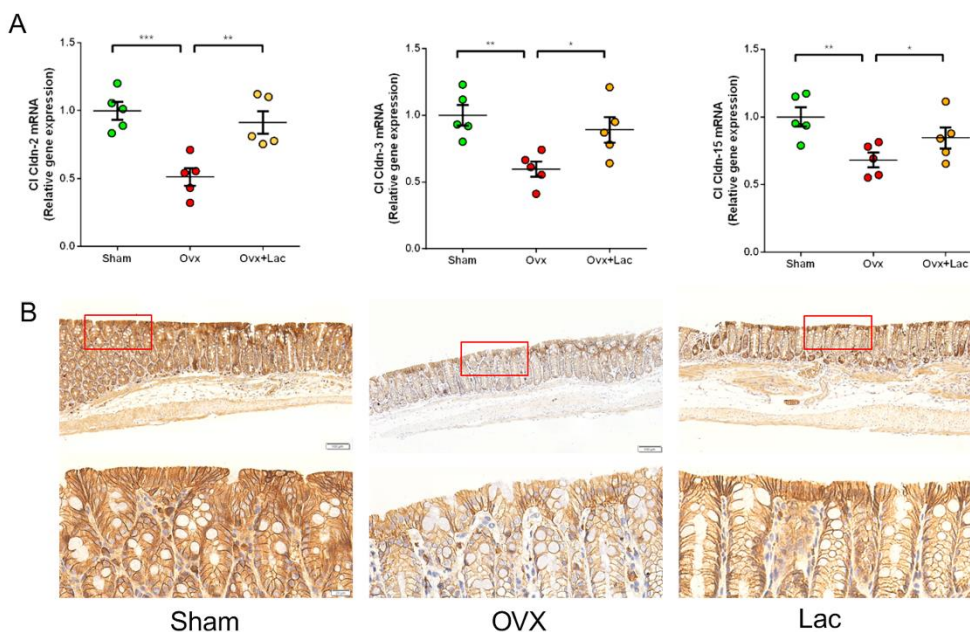 A
CI Cldn-2 mRNA
(Relative gene expression)
1.5
1.0
0.5
0.0
***
**
Sham
Ovx
Ovx+Lac
CI Cldn-3 mRNA
(Relative gene expression)
1.5
1.0
0.5
0.0
**
*
Sham
Ovx
Ovx+Lac
CI Cldn-15 mRNA
(Relative gene expression)
1.5
1.0
0.5
0.0
**
*
Sham
Ovx
Ovx+Lac
B
Sham
OVX
Lac